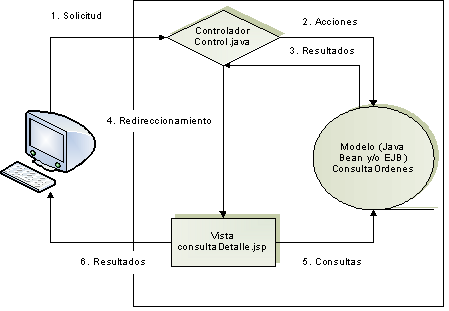 1. Solicitud
2. Acciones
Controlador
Control.java
3. Resultados
4. Redireccionamiento
Modelo (Java
Bean y/o EJB)
ConsultaOrdenes
Vista
consultaDetalle.jsp
6. Resultados
5. Consultas